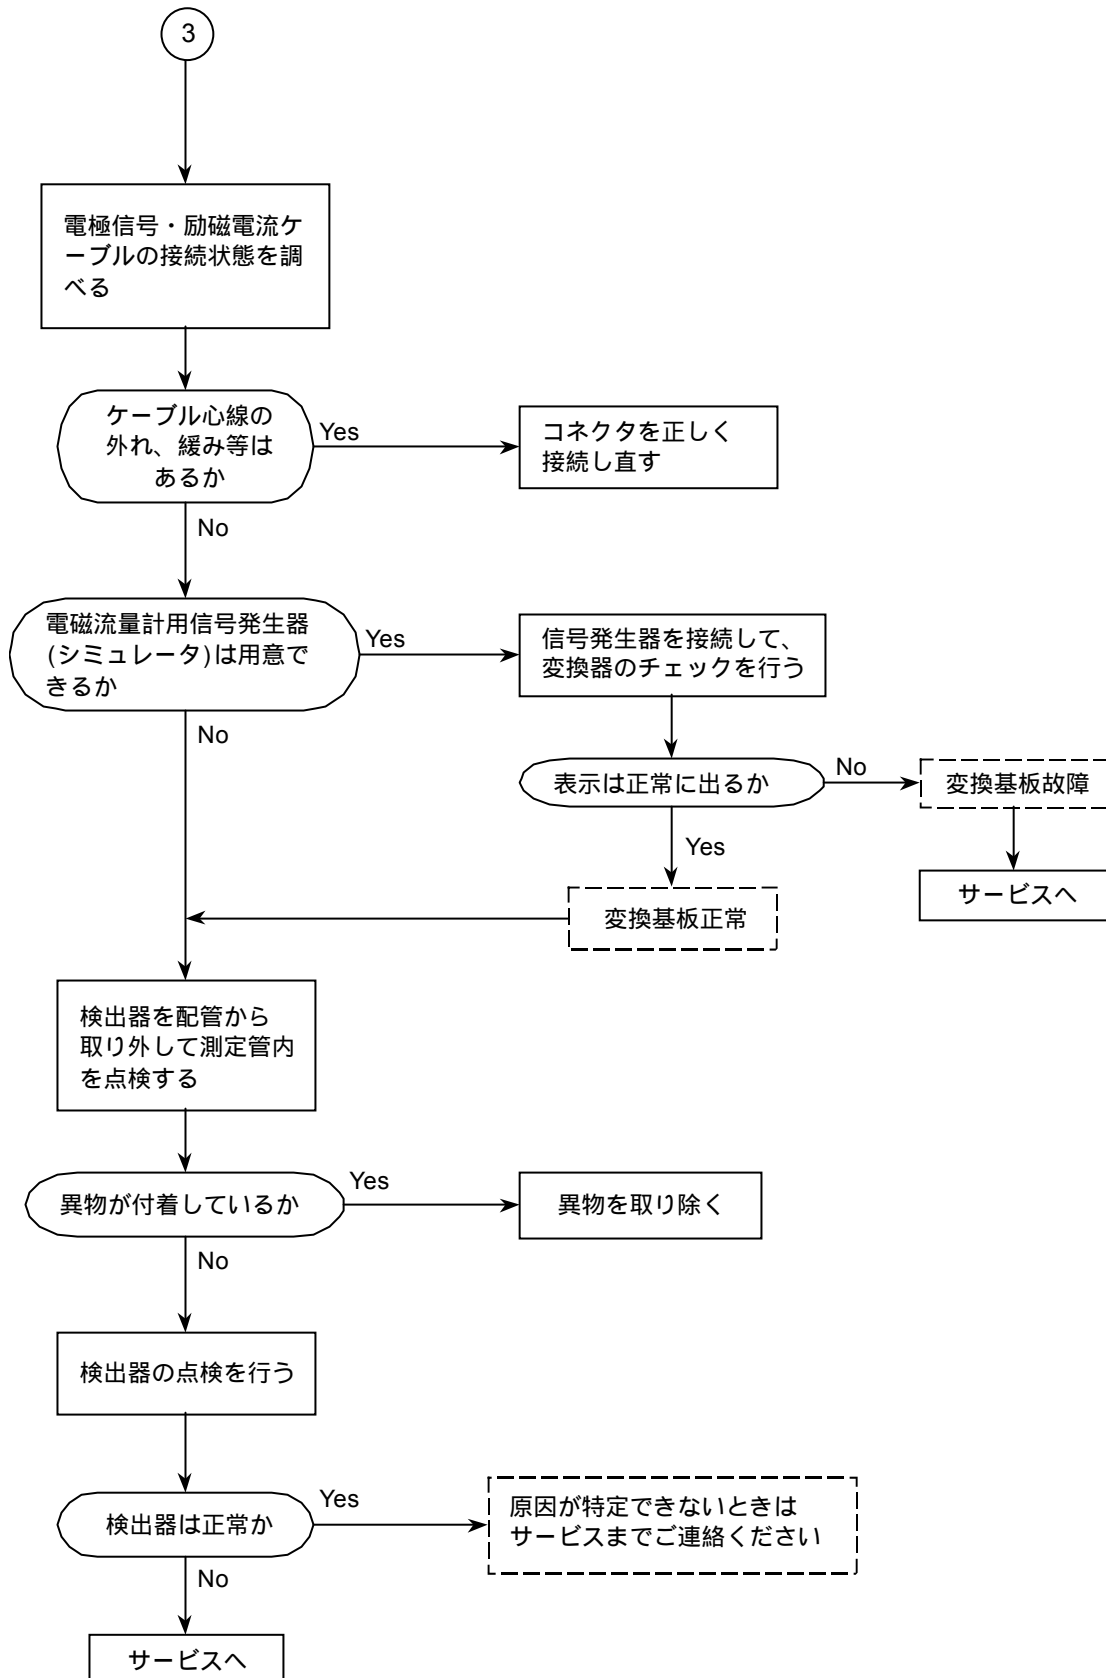 3
電極信号・励磁電流ケ
ーブルの接続状態を調
べる
ケーブル心線の
外れ、緩み等は
あるか
Yes
コネクタを正しく
接続し直す
No
電磁流量計用信号発生器
(シミュレータ)は用意で
きるか
Yes
信号発生器を接続して、
変換器のチェックを行う
No
表示は正常に出るか
No
変換基板故障
Yes
サービスへ
変換基板正常
検出器を配管から
取り外して測定管内
を点検する
異物が付着しているか
Yes
異物を取り除く
No
検出器の点検を行う
検出器は正常か
Yes
原因が特定できないときは
サービスまでご連絡ください
No
サービスへ